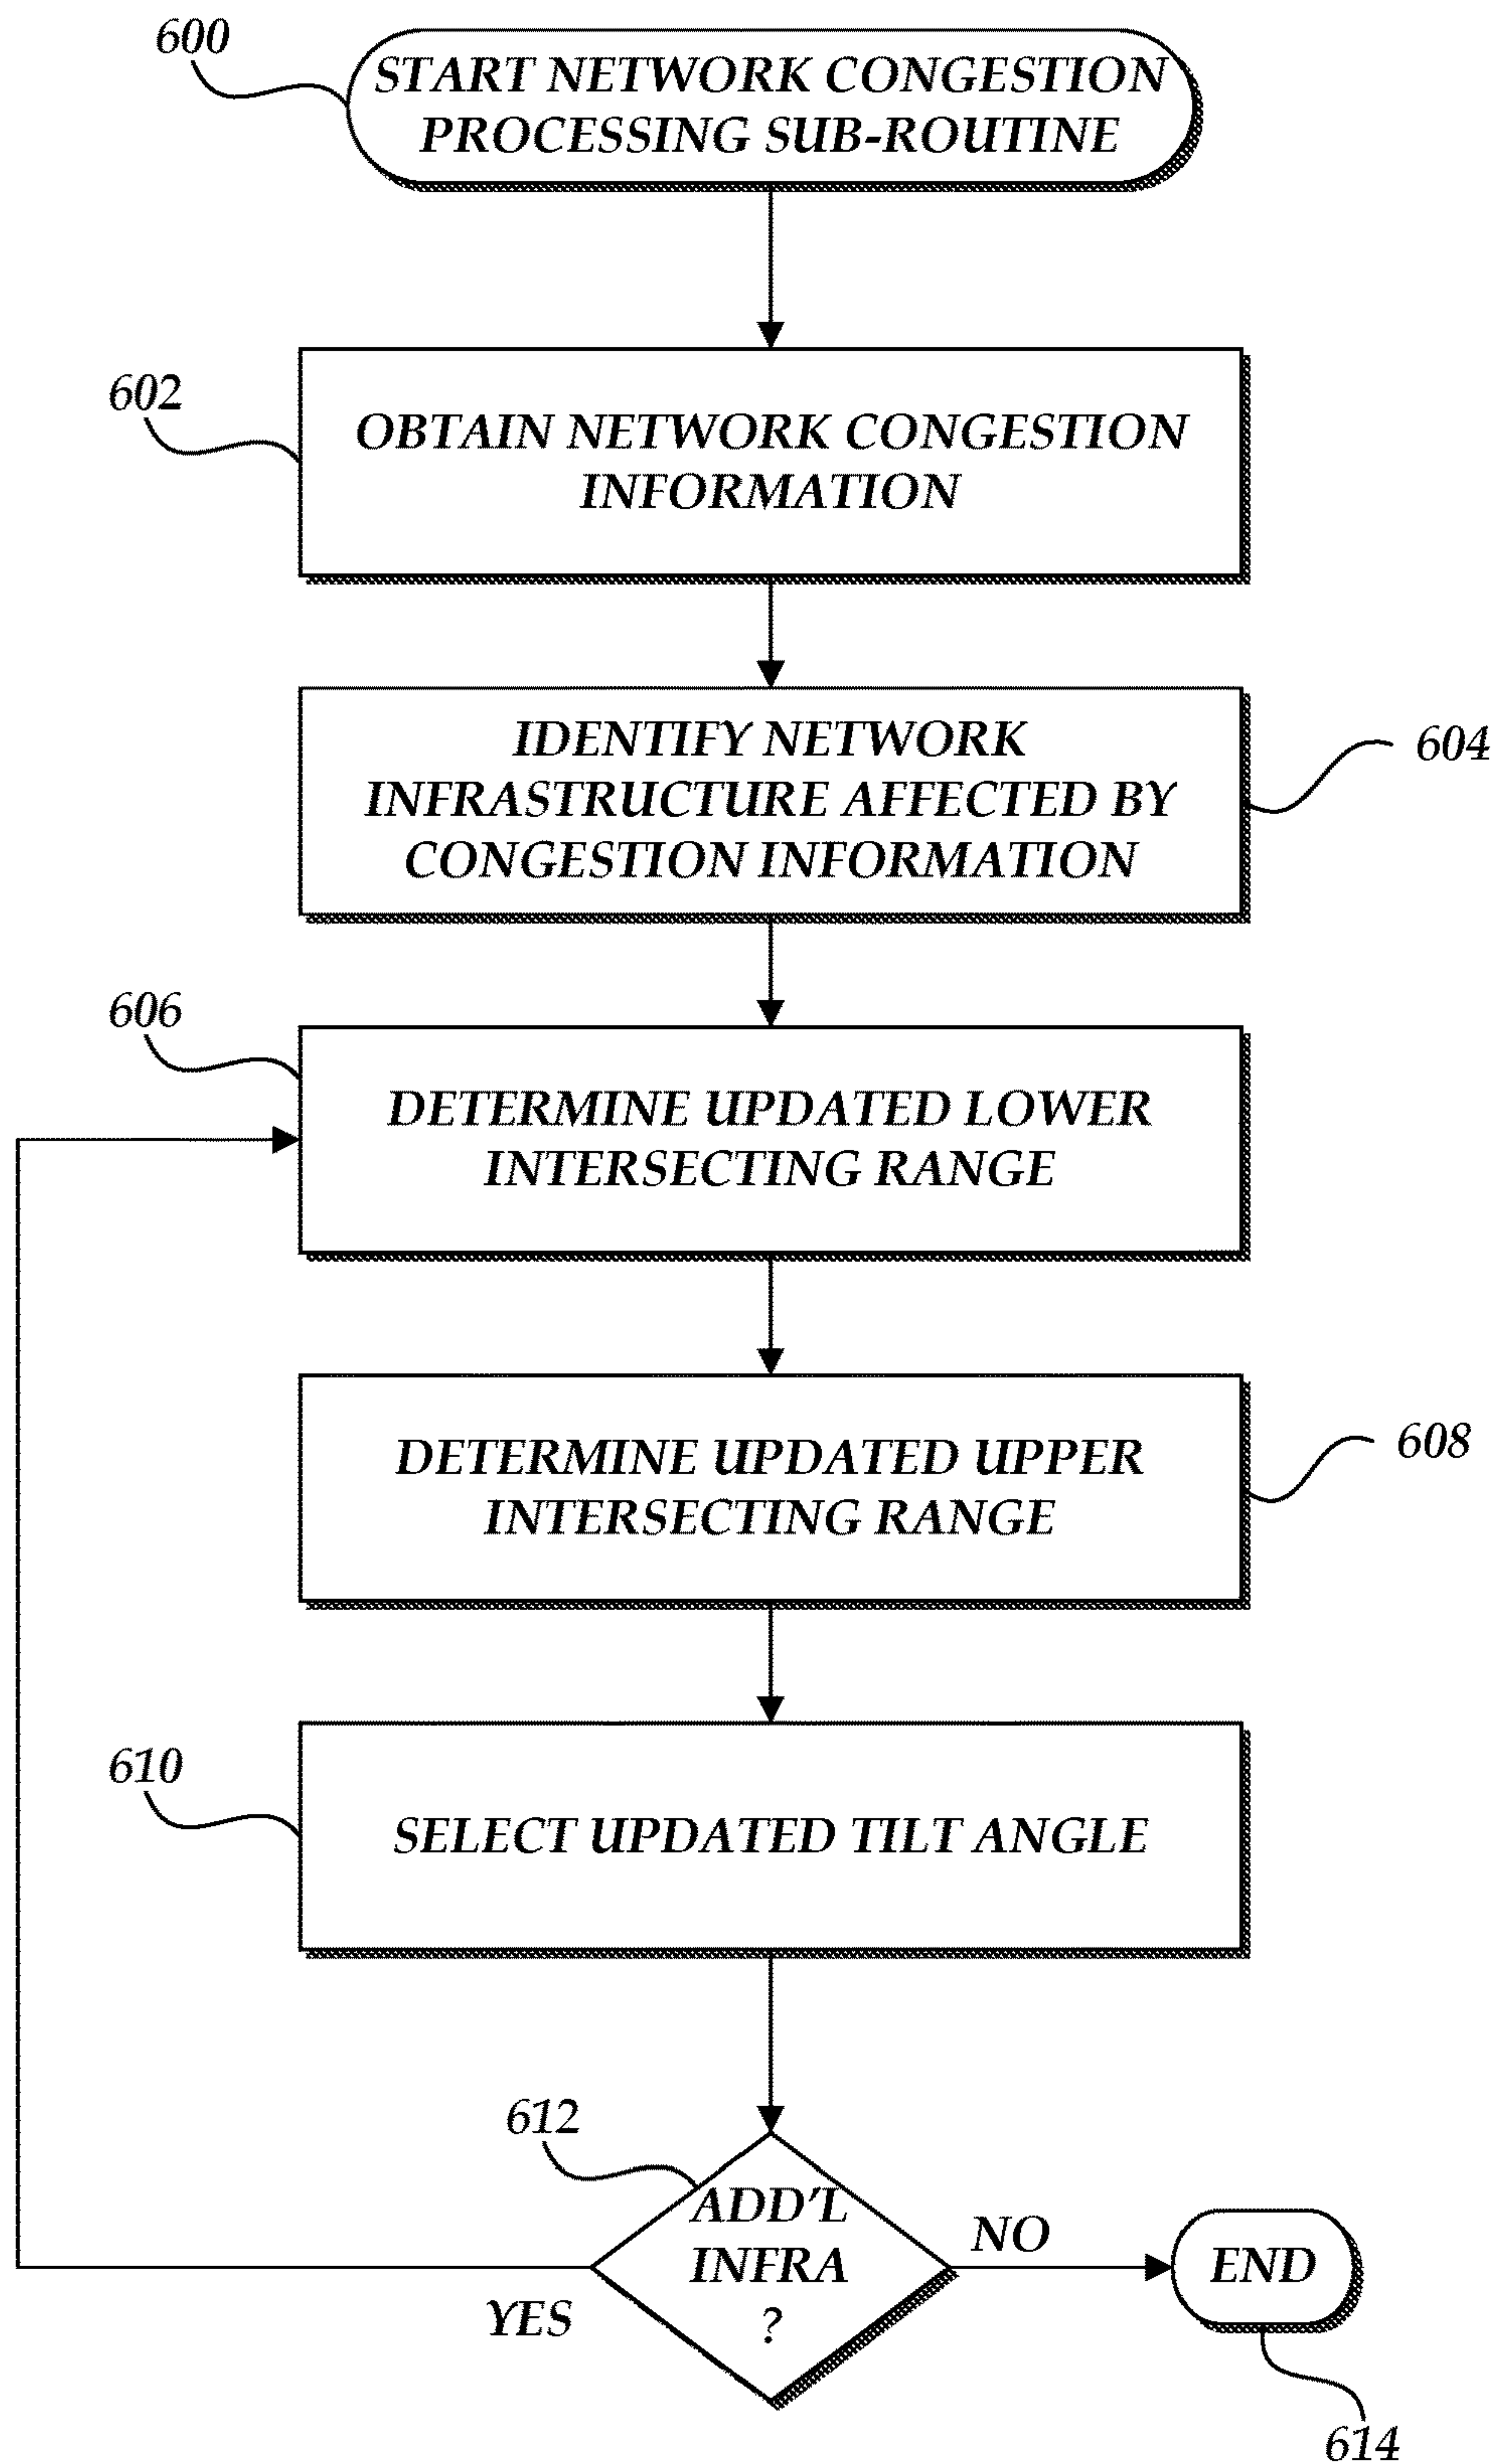 600
START NETWORK CONGESTION
PROCESSING SUB-ROUTINE
602
OBTAIN NETWORK CONGESTION
INFORMATION
IDENTIFY NETWORK
INFRASTRUCTURE AFFECTED BY
CONGESTION INFORMATION
604
606
DETERMINE UPDATED LOWER
INTERSECTING RANGE
DETERMINE UPDATED UPPER
INTERSECTING RANGE
608
610
SELECT UPDATED TILT ANGLE
612
ADD'L
INFRA
?
YES
NO
END
614